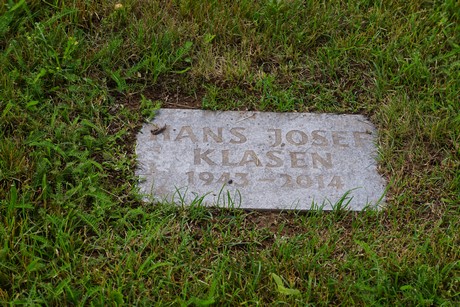 HANS JOSEF
KLASEN
1943 2014